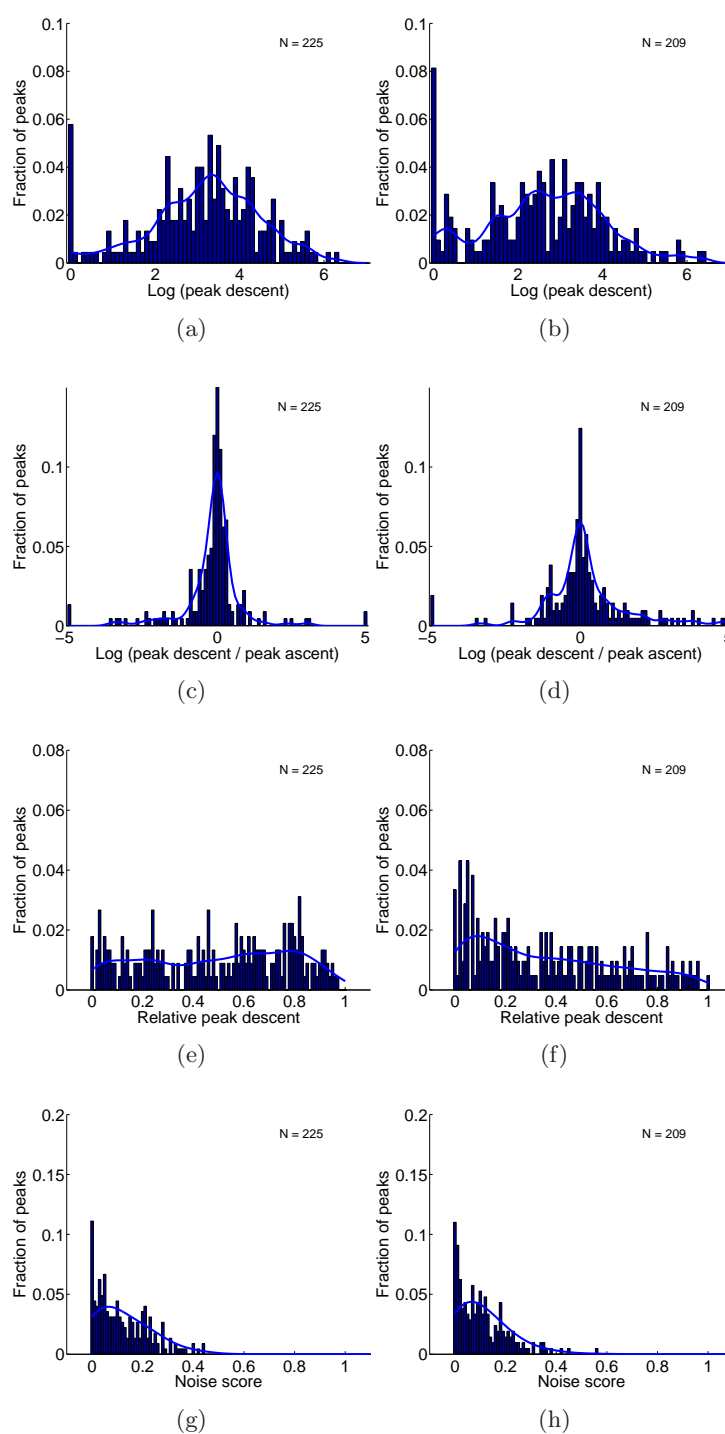 0.1
0.08
0.06
0.04
0.02
0
0 2 4 6
Fraction of peaks
N = 225
Log (peak descent)
(a)
0.1
0.08
0.06
0.04
0.02
0
0 2 4 6
Fraction of peaks
N = 209
Log (peak descent)
(b)
0.1
0.05
0
−5 0 5
Fraction of peaks
N = 225
Log (peak descent / peak ascent)
(c)
0.1
0.05
0
−5 0 5
Fraction of peaks
N = 209
Log (peak descent / peak ascent)
(d)
0.08
0.06
0.04
0.02
0
0 0.2 0.4 0.6 0.8 1
Fraction of peaks
N = 225
Relative peak descent
(e)
0.08
0.06
0.04
0.02
0
0 0.2 0.4 0.6 0.8 1
Fraction of peaks
N = 209
Relative peak descent
(f)
0.2
0.15
0.1
0.05
0
0 0.2 0.4 0.6 0.8 1
Fraction of peaks
N = 225
Noise score
(g)
0.2
0.15
0.1
0.05
0
0 0.2 0.4 0.6 0.8 1
Fraction of peaks
N = 209
Noise score
(h)